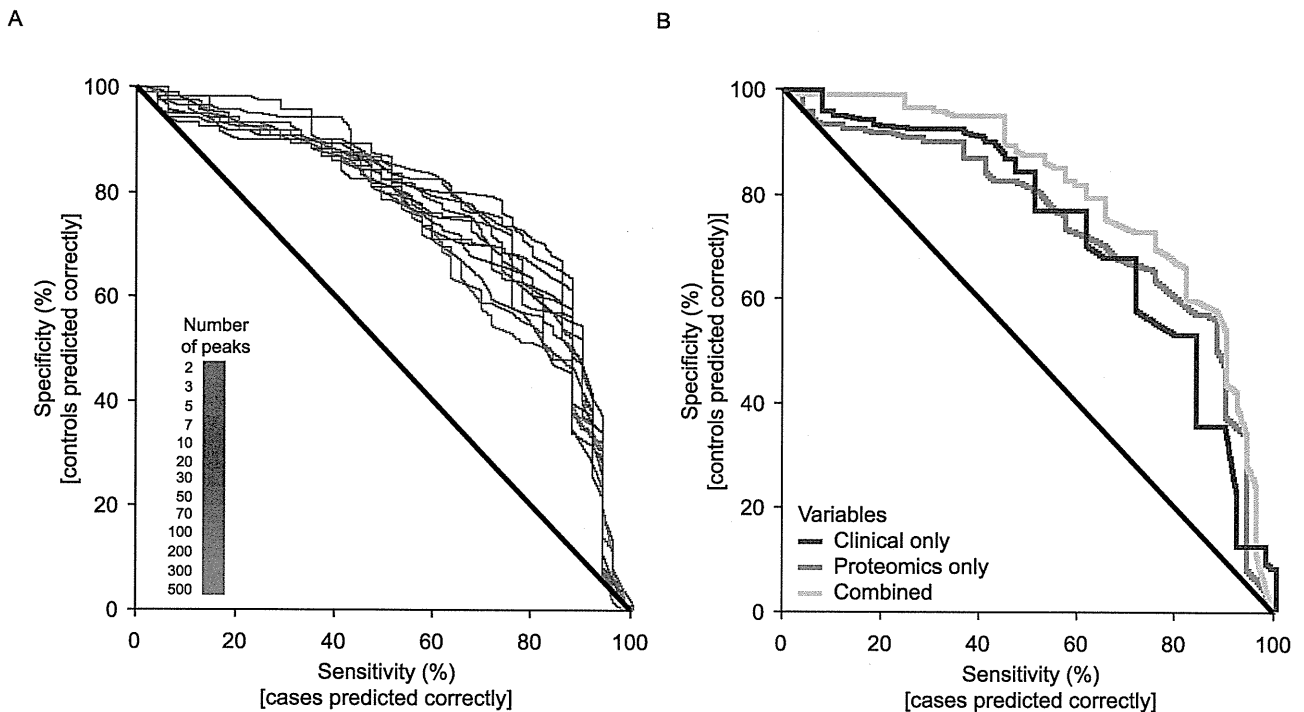 A
B
100
80
60
40
20
0
Specificity (%)
[controls predicted correctly]
Number
of peaks
2
3
5
7
10
20
30
50
70
100
200
300
500
0
20
40
60
80
100
Sensitivity (%)
[cases predicted correctly]
100
80
60
40
20
0
Specificity (%)
[controls predicted correctly)]
Variables
Clinical only
Proteomics only
Combined
0
20
40
60
80
100
Sensitivity (%)
[cases predicted correctly]